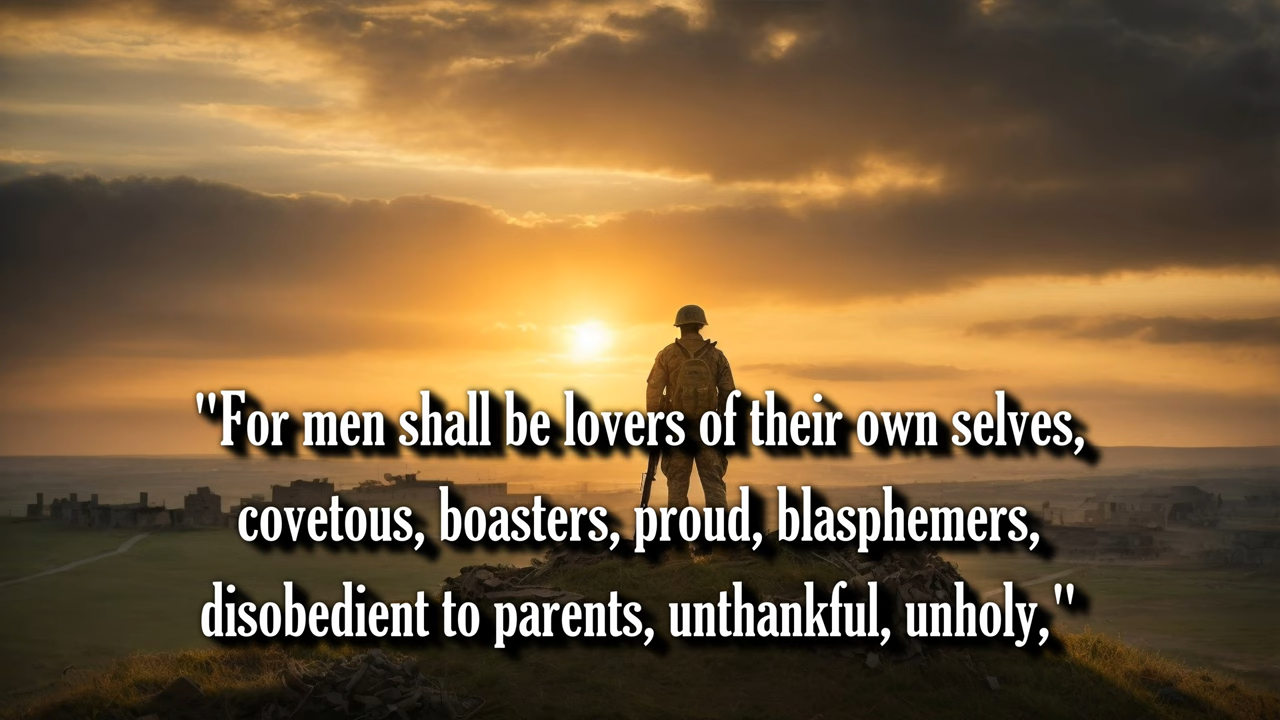 "For men shall be lovers of their own selves,
covetous, boasters, proud, blasphemers,
disobedient to parents, unthankful, unholy,"